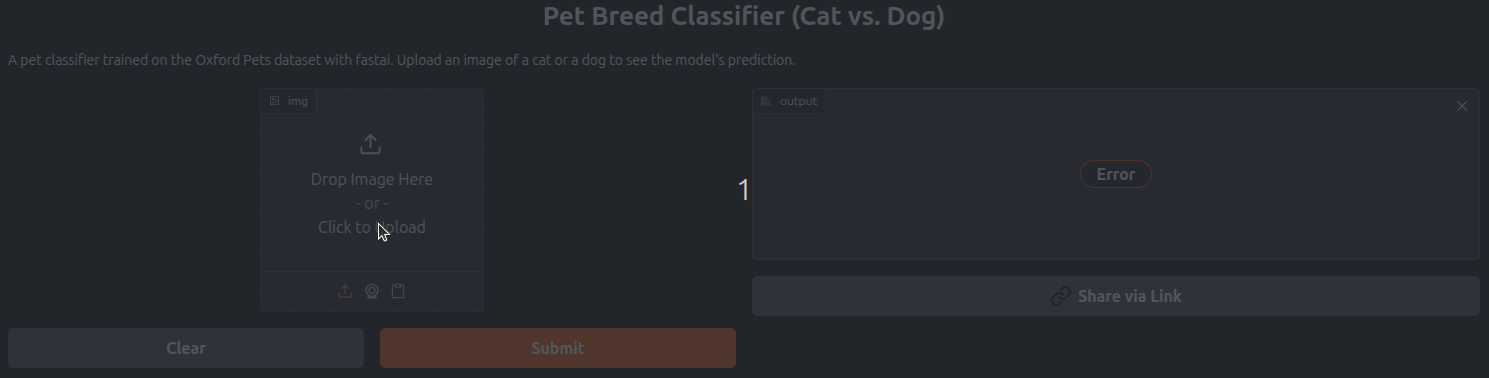 Pet Breed Classifier (Cat vs. Dog)
A pet classifier trained on the Oxford Pets dataset with fastai. Upload an image of a cat or a dog to see the model's prediction.
img
Drop Image Here
- or -
Click to Upload
Clear
Submit
1
output
Error
Share via Link